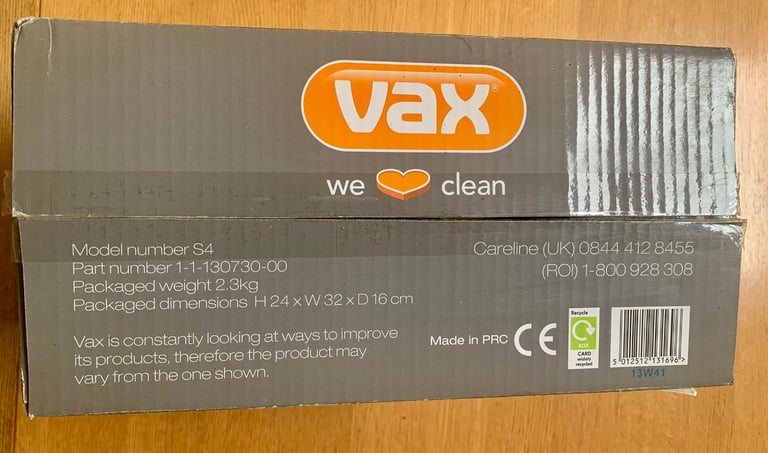 vax®
we clean
Model number S4
Part number 1-1-130730-00
Packaged weight 2.3kg
Packaged dimensions H 24 x W 32 x D 16 cm
Vax is constantly looking at ways to improve
its products, therefore the product may
vary from the one shown.
Careline (UK) 0844 412 8455
(ROI) 1-800 928 308
Made in PRC
CE
Recycle
BOX
CARD
widely
recycled
5 012512 131696 >
13W41